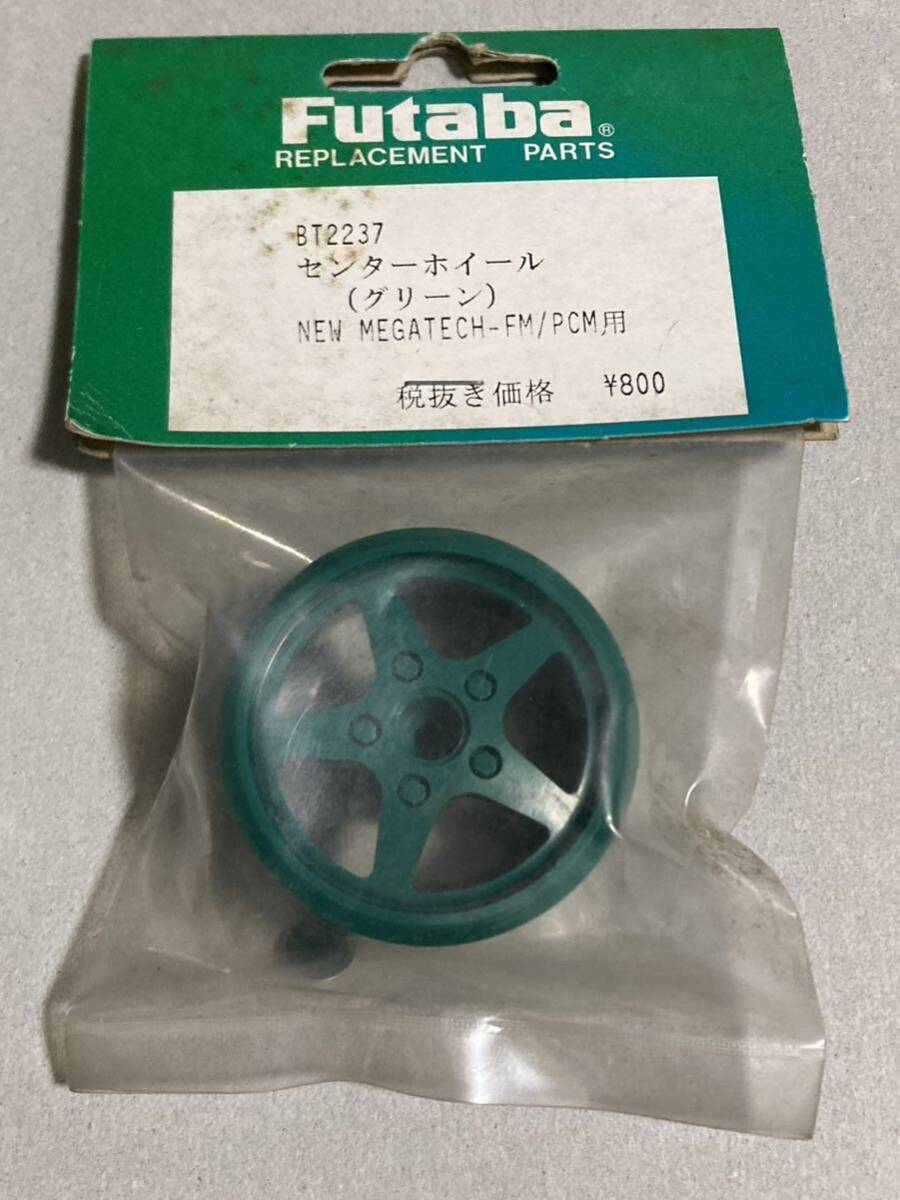 Futaba®
REPLACEMENT PARTS
BT2237
センターホイール
(グリーン)
NEW MEGATECH-FM/PCM用
税抜き価格 ¥800